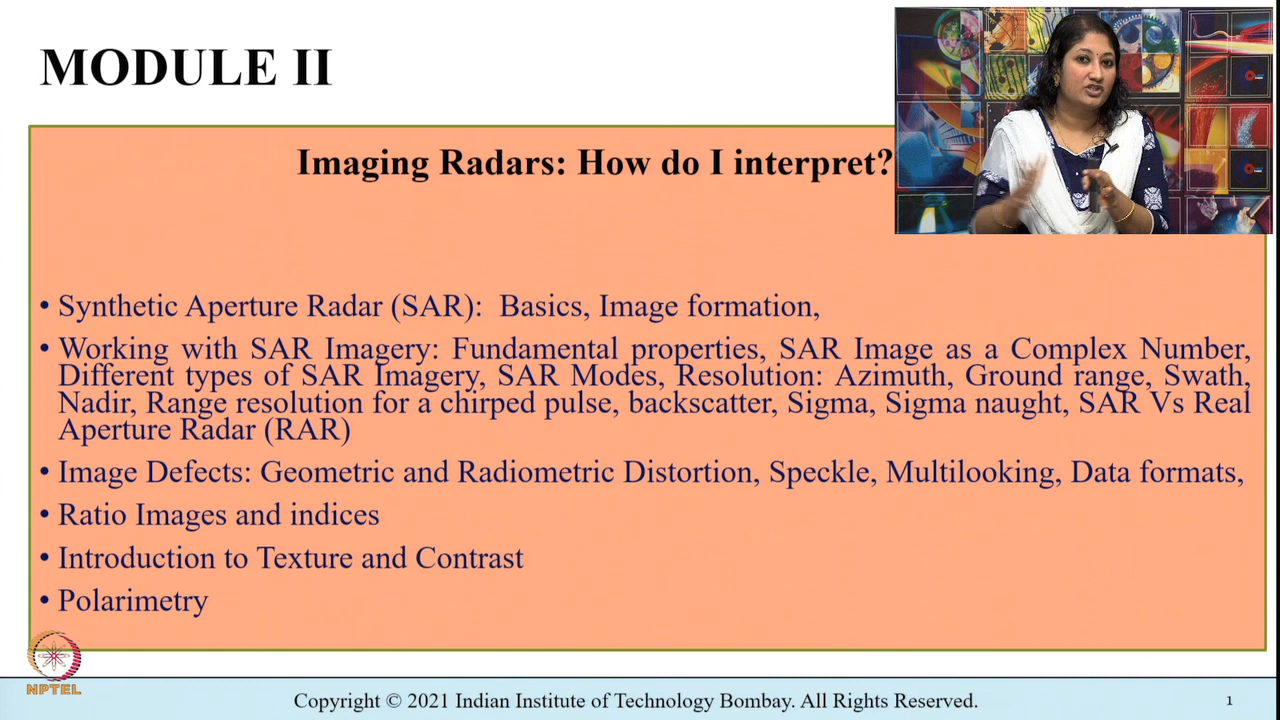 MODULE II
Imaging Radars: How do I interpret?
• Synthetic Aperture Radar (SAR): Basics, Image formation,
• Working with SAR Imagery: Fundamental properties, SAR Image as a Complex Number,
Different types of SAR Imagery, SAR Modes, Resolution: Azimuth, Ground range, Swath,
Nadir, Range resolution for a chirped pulse, backscatter, Sigma, Sigma naught, SAR Vs Real
Aperture Radar (RAR)
• Image Defects: Geometric and Radiometric Distortion, Speckle, Multilooking, Data formats,
• Ratio Images and indices
• Introduction to Texture and Contrast
• Polarimetry
NPTEL
Copyright © 2021 Indian Institute of Technology Bombay. All Rights Reserved.
1